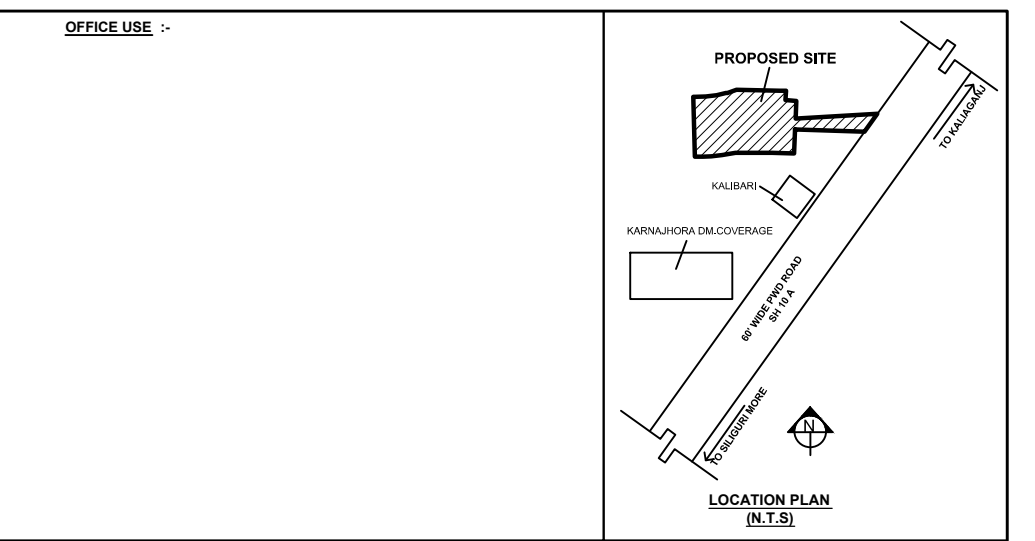 OFFICE USE :-
PROPOSED SITE
TO KALIAGANJ
KALIBARI
KARNAJHORA DM.COVERAGE
60' WIDE PWD ROAD
SH 10 A
TO SILIGURI MORE
N
LOCATION PLAN
(N.T.S)